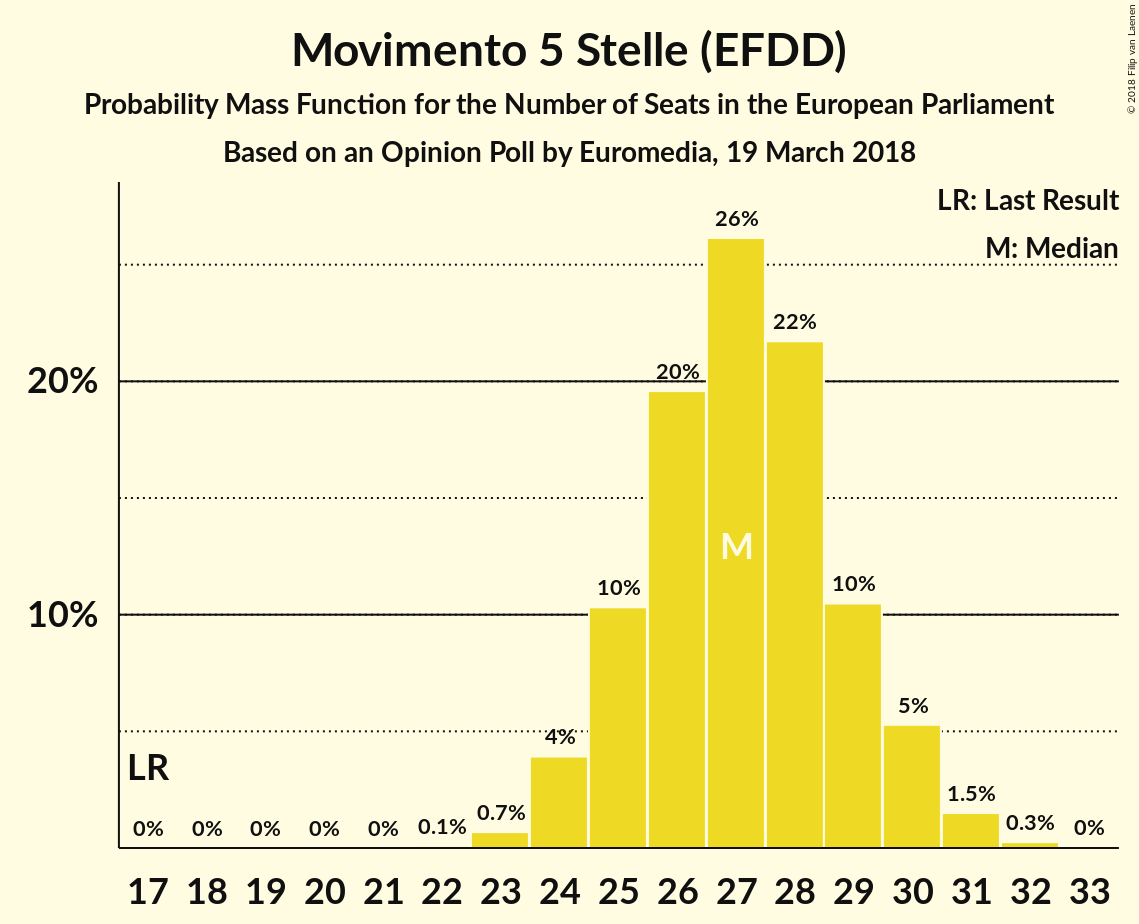 Movimento 5 Stelle (EFDD)
Probability Mass Function for the Number of Seats in the European Parliament
Based on an Opinion Poll by Euromedia, 19 March 2018
© 2018 Filip van Laenen
LR: Last Result
M: Median
26%
22%
20%
20%
M
10%
10%
10%
5%
4%
LR
1.5%
0.7%
0% 0% 0% 0% 0% 0.1% 0.3% 0%
17 18 19 20 21 22 23 24 25 26 27 28 29 30 31 32 33